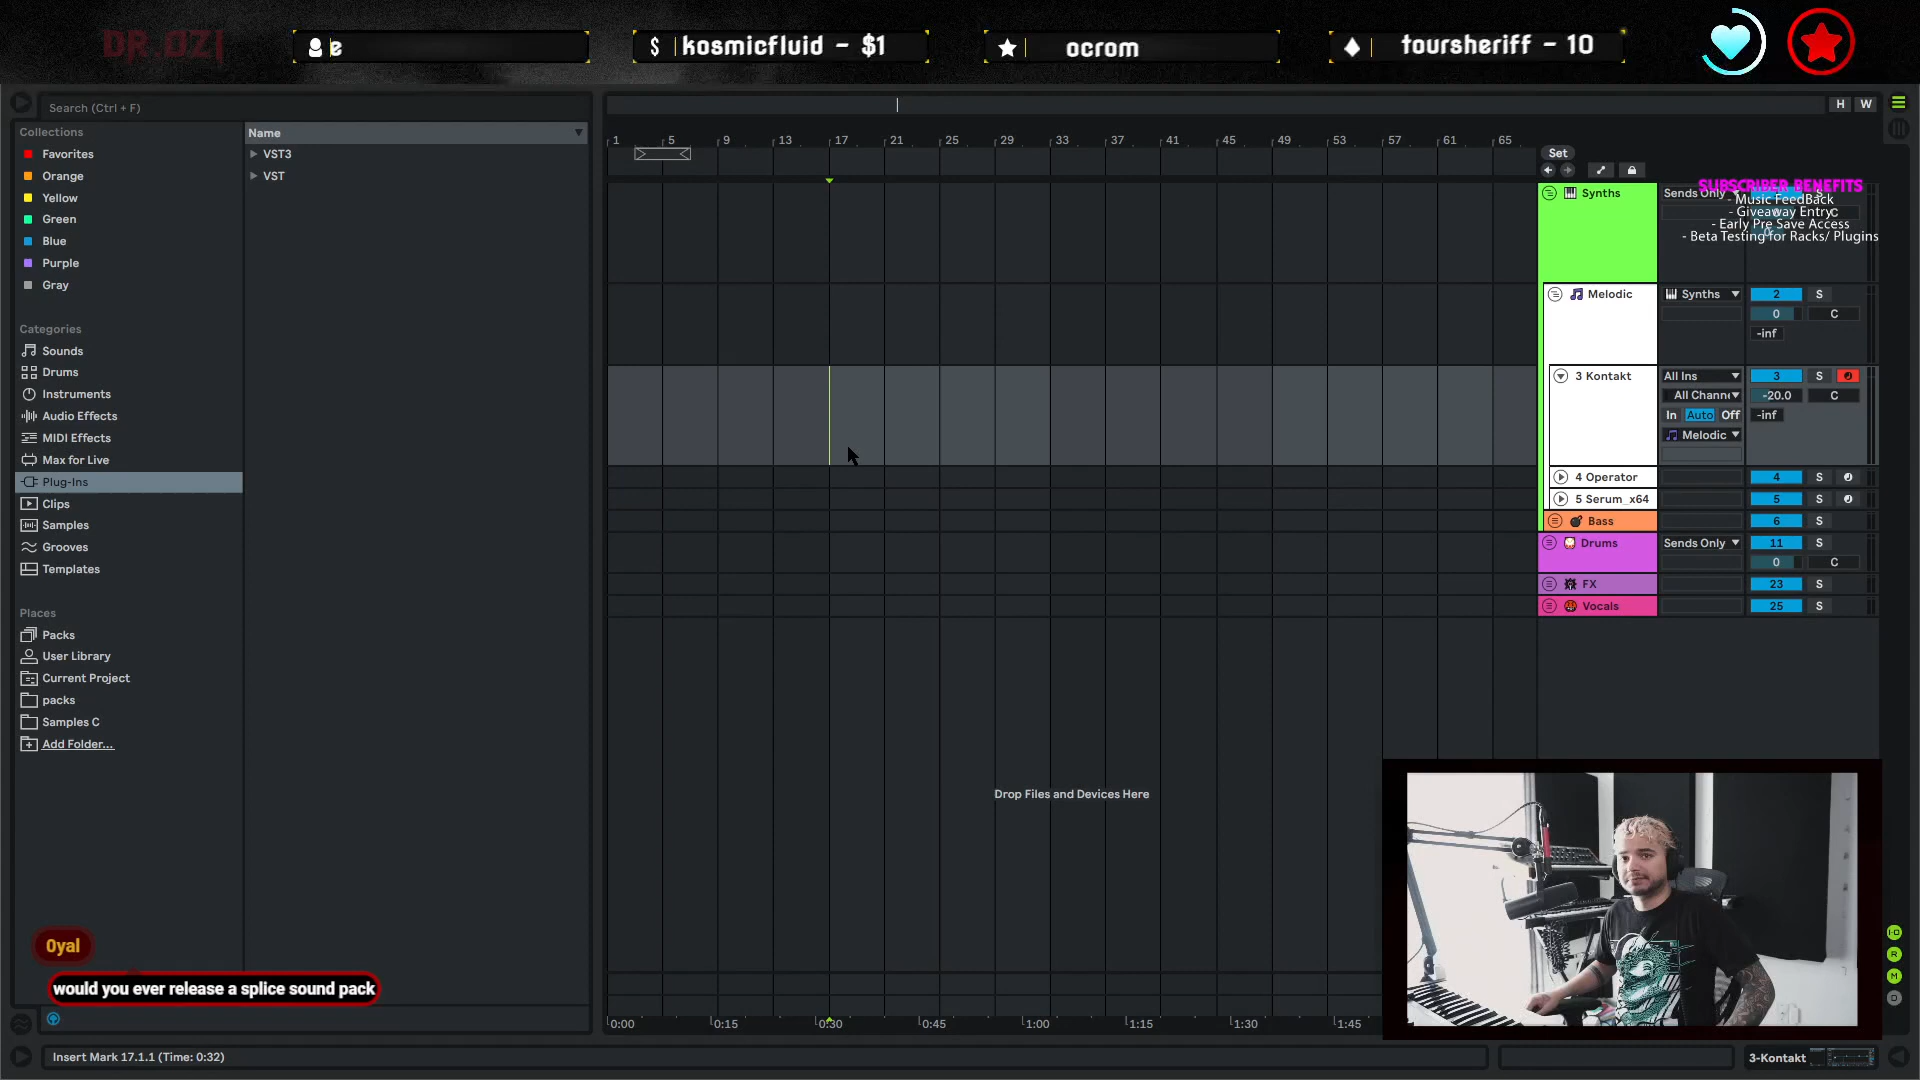 DR.OZI
e
$ kosmicfluid - $1
ocrom
toursheriff - 10
Search (Ctrl + F)
H W
Collections
Favorites
Orange
Yellow
Green
Blue
Purple
Gray
Categories
Sounds
Drums
Instruments
Audio Effects
MIDI Effects
Max for Live
Plug-Ins
Clips
Samples
Grooves
Templates
Places
Packs
User Library
Current Project
packs
Samples C
Add Folder...
Name
VST3
VST
1 5 9 13 17 21 25 29 33 37 41 45 49 53 57 61 65
Set
SUBSCRIBER BENEFITS
- Music FeedBack
- Giveaway Entry
- Early Pre Save Access
- Beta Testing for Racks/ Plugins
Synths Sends Only
Melodic Synths 2 S
0 C
-inf
3 Kontakt All Ins 3 S
All Channe -20.0 C
In Auto Off -inf
Melodic
4 Operator 4 S
5 Serum_x64 5 S
Bass 6 S
Drums Sends Only 11 S
0 C
FX 23 S
Vocals 25 S
Drop Files and Devices Here
0yal
would you ever release a splice sound pack
0:00 0:15 0:30 0:45 1:00 1:15 1:30 1:45
I-O
R
M
D
Insert Mark 17.1.1 (Time: 0:32)
3-Kontakt